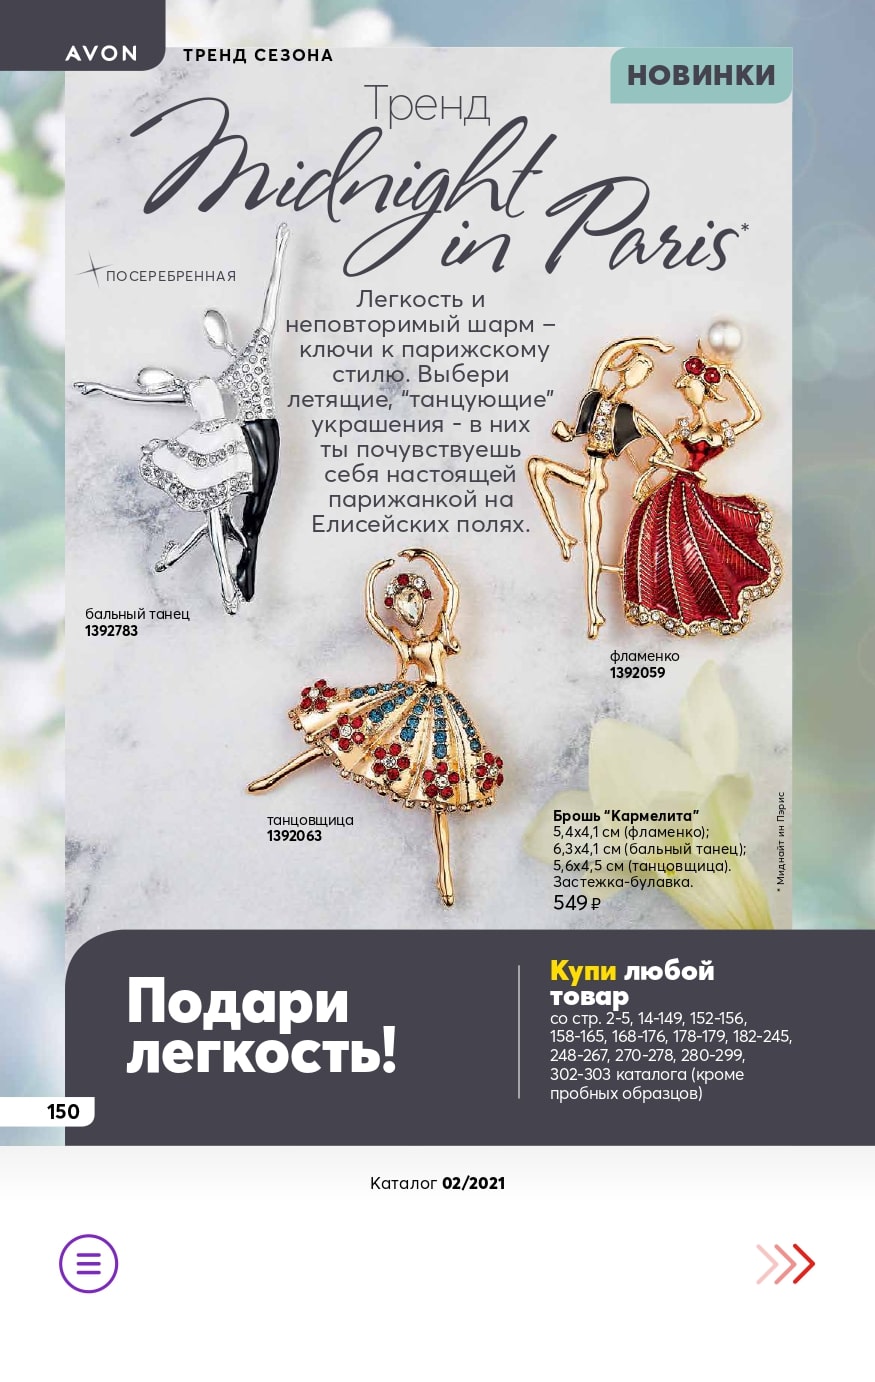 AVON
ТРЕНД СЕЗОНА
НОВИНКИ
Тренд
Midnight
in Paris*
ПОСЕРЕБРЕННАЯ
Легкость и
неповторимый шарм –
ключи к парижскому
стилю. Выбери
летящие, "танцующие"
украшения - в них
ты почувствуешь
себя настоящей
парижанкой на
Елисейских полях.
бальный танец
1392783
фламенко
1392059
танцовщица
1392063
Брошь "Кармелита"
5,4х4,1 см (фламенко);
6,3х4,1 см (бальный танец);
5,6х4,5 см (танцовщица).
Застежка-булавка.
549 ₽
* Миднайт ин Пэрис
Подари
легкость!
Купи любой
товар
со стр. 2-5, 14-149, 152-156,
158-165, 168-176, 178-179, 182-245,
248-267, 270-278, 280-299,
302-303 каталога (кроме
пробных образцов)
150
Каталог 02/2021